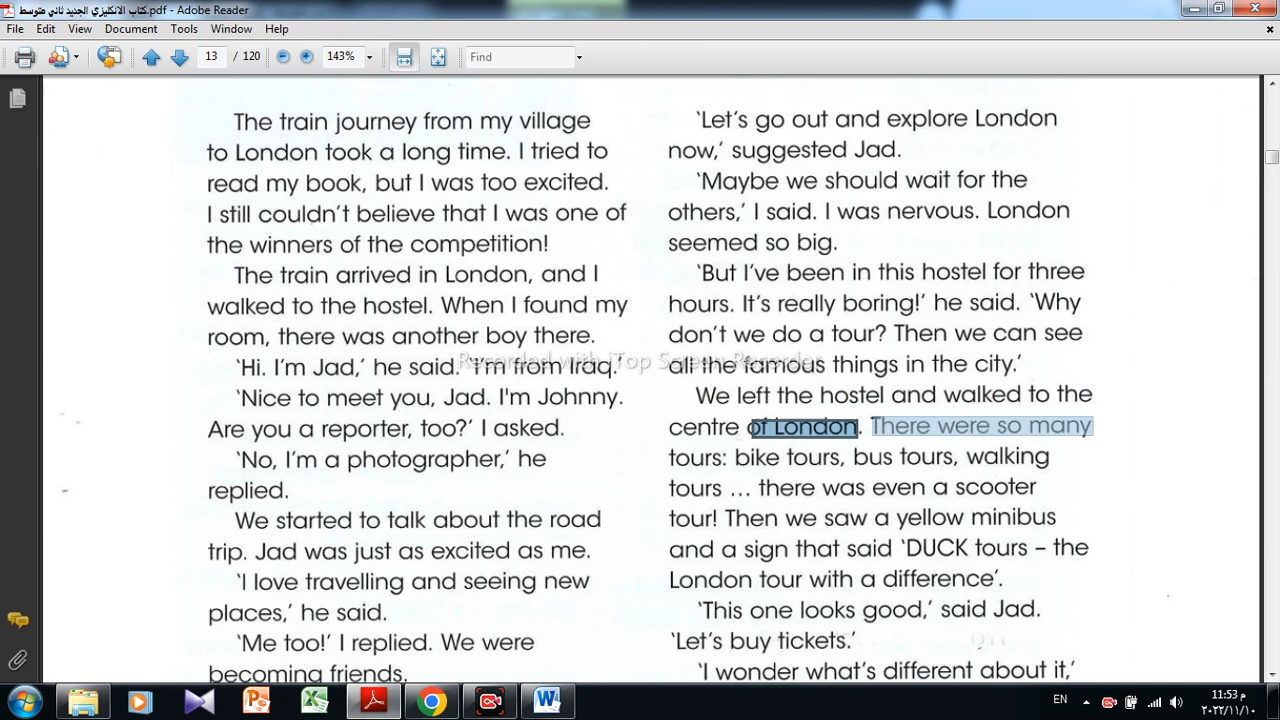 كتاب الانكليزي الجديد ثاني متوسط.pdf - Adobe Reader
File Edit View Document Tools Window Help
13 / 120 143% Find
The train journey from my village
to London took a long time. I tried to
read my book, but I was too excited.
I still couldn't believe that I was one of
the winners of the competition!
The train arrived in London, and I
walked to the hostel. When I found my
room, there was another boy there.
'Hi. I'm Jad,' he said. 'I'm from Iraq.'
'Nice to meet you, Jad. I'm Johnny.
Are you a reporter, too?' I asked.
'No, I'm a photographer,' he
replied.
We started to talk about the road
trip. Jad was just as excited as me.
'I love travelling and seeing new
places,' he said.
'Me too!' I replied. We were
becoming friends.
'Let's go out and explore London
now,' suggested Jad.
'Maybe we should wait for the
others,' I said. I was nervous. London
seemed so big.
'But I've been in this hostel for three
hours. It's really boring!' he said. 'Why
don't we do a tour? Then we can see
all the famous things in the city.'
We left the hostel and walked to the
centre of London. There were so many
tours: bike tours, bus tours, walking
tours … there was even a scooter
tour! Then we saw a yellow minibus
and a sign that said 'DUCK tours – the
London tour with a difference'.
'This one looks good,' said Jad.
'Let's buy tickets.'
'I wonder what's different about it,'
Recorded with iTop Screen Recorder
EN
11:53 م
٢٠٢٢/١١/١٠